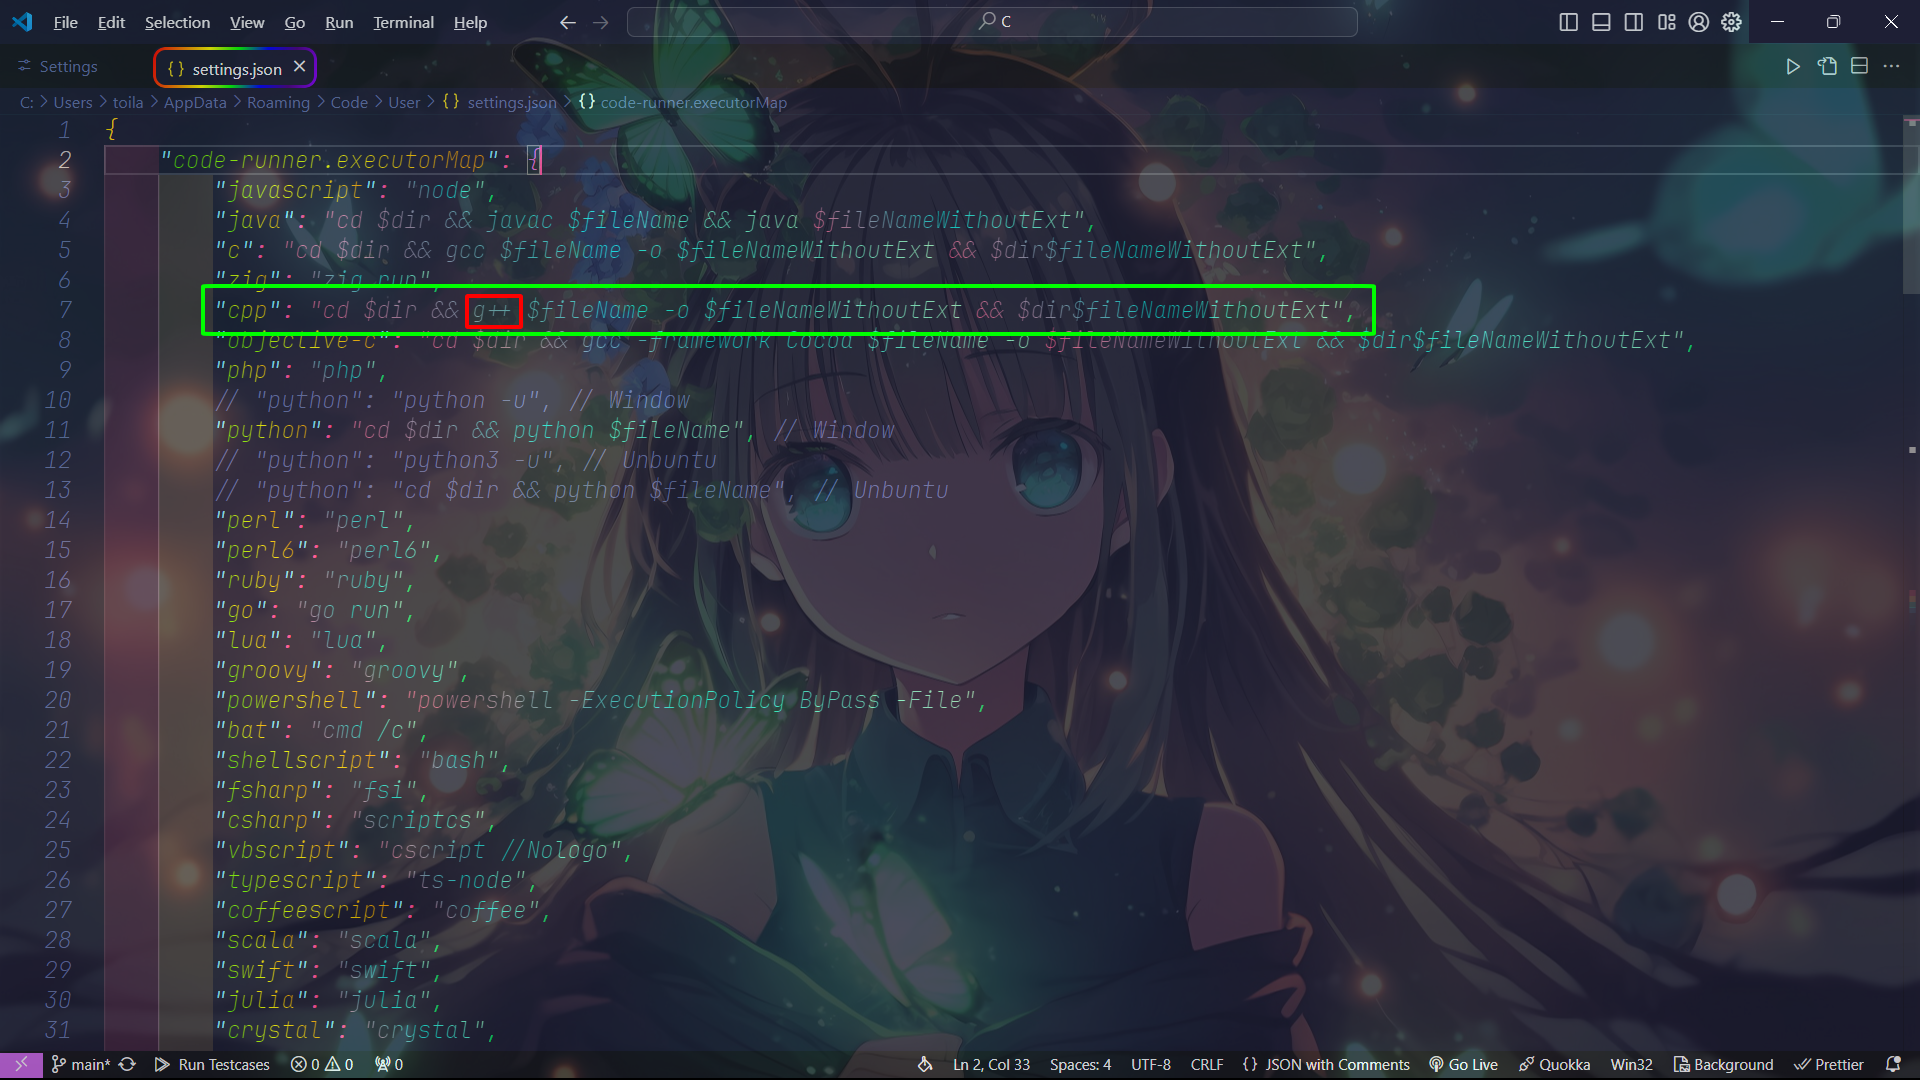 File Edit Selection View Go Run Terminal Help C
Settings settings.json
C: > Users > toila > AppData > Roaming > Code > User > {} settings.json > {} code-runner.executorMap
1 {
2 "code-runner.executorMap": {
3 "javascript": "node",
4 "java": "cd $dir && javac $fileName && java $fileNameWithoutExt",
5 "c": "cd $dir && gcc $fileName -o $fileNameWithoutExt && $dir$fileNameWithoutExt",
6 "zig": "zig run",
7 "cpp": "cd $dir && g++ $fileName -o $fileNameWithoutExt && $dir$fileNameWithoutExt",
8 "objective-c": "cd $dir && gcc -framework Cocoa $fileName -o $fileNameWithoutExt && $dir$fileNameWithoutExt",
9 "php": "php",
10 // "python": "python -u", // Window
11 "python": "cd $dir && python $fileName", // Window
12 // "python": "python3 -u", // Unbuntu
13 // "python": "cd $dir && python $fileName", // Unbuntu
14 "perl": "perl",
15 "perl6": "perl6",
16 "ruby": "ruby",
17 "go": "go run",
18 "lua": "lua",
19 "groovy": "groovy",
20 "powershell": "powershell -ExecutionPolicy ByPass -File",
21 "bat": "cmd /c",
22 "shellscript": "bash",
23 "fsharp": "fsi",
24 "csharp": "scriptcs",
25 "vbscript": "cscript //Nologo",
26 "typescript": "ts-node",
27 "coffeescript": "coffee",
28 "scala": "scala",
29 "swift": "swift",
30 "julia": "julia",
31 "crystal": "crystal",
main* Run Testcases 0 0 0 Ln 2, Col 33 Spaces: 4 UTF-8 CRLF {} JSON with Comments Go Live Quokka Win32 Background Prettier